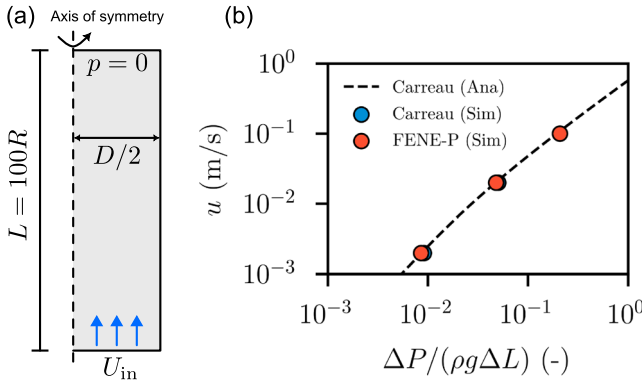 (a)
Axis of symmetry
p = 0
D/2
L = 100R
U_in
(b)
10^0
10^-1
10^-2
10^-3
u (m/s)
Carreau (Ana)
Carreau (Sim)
FENE-P (Sim)
10^-3
10^-2
10^-1
10^0
ΔP/(ρgΔL) (-)